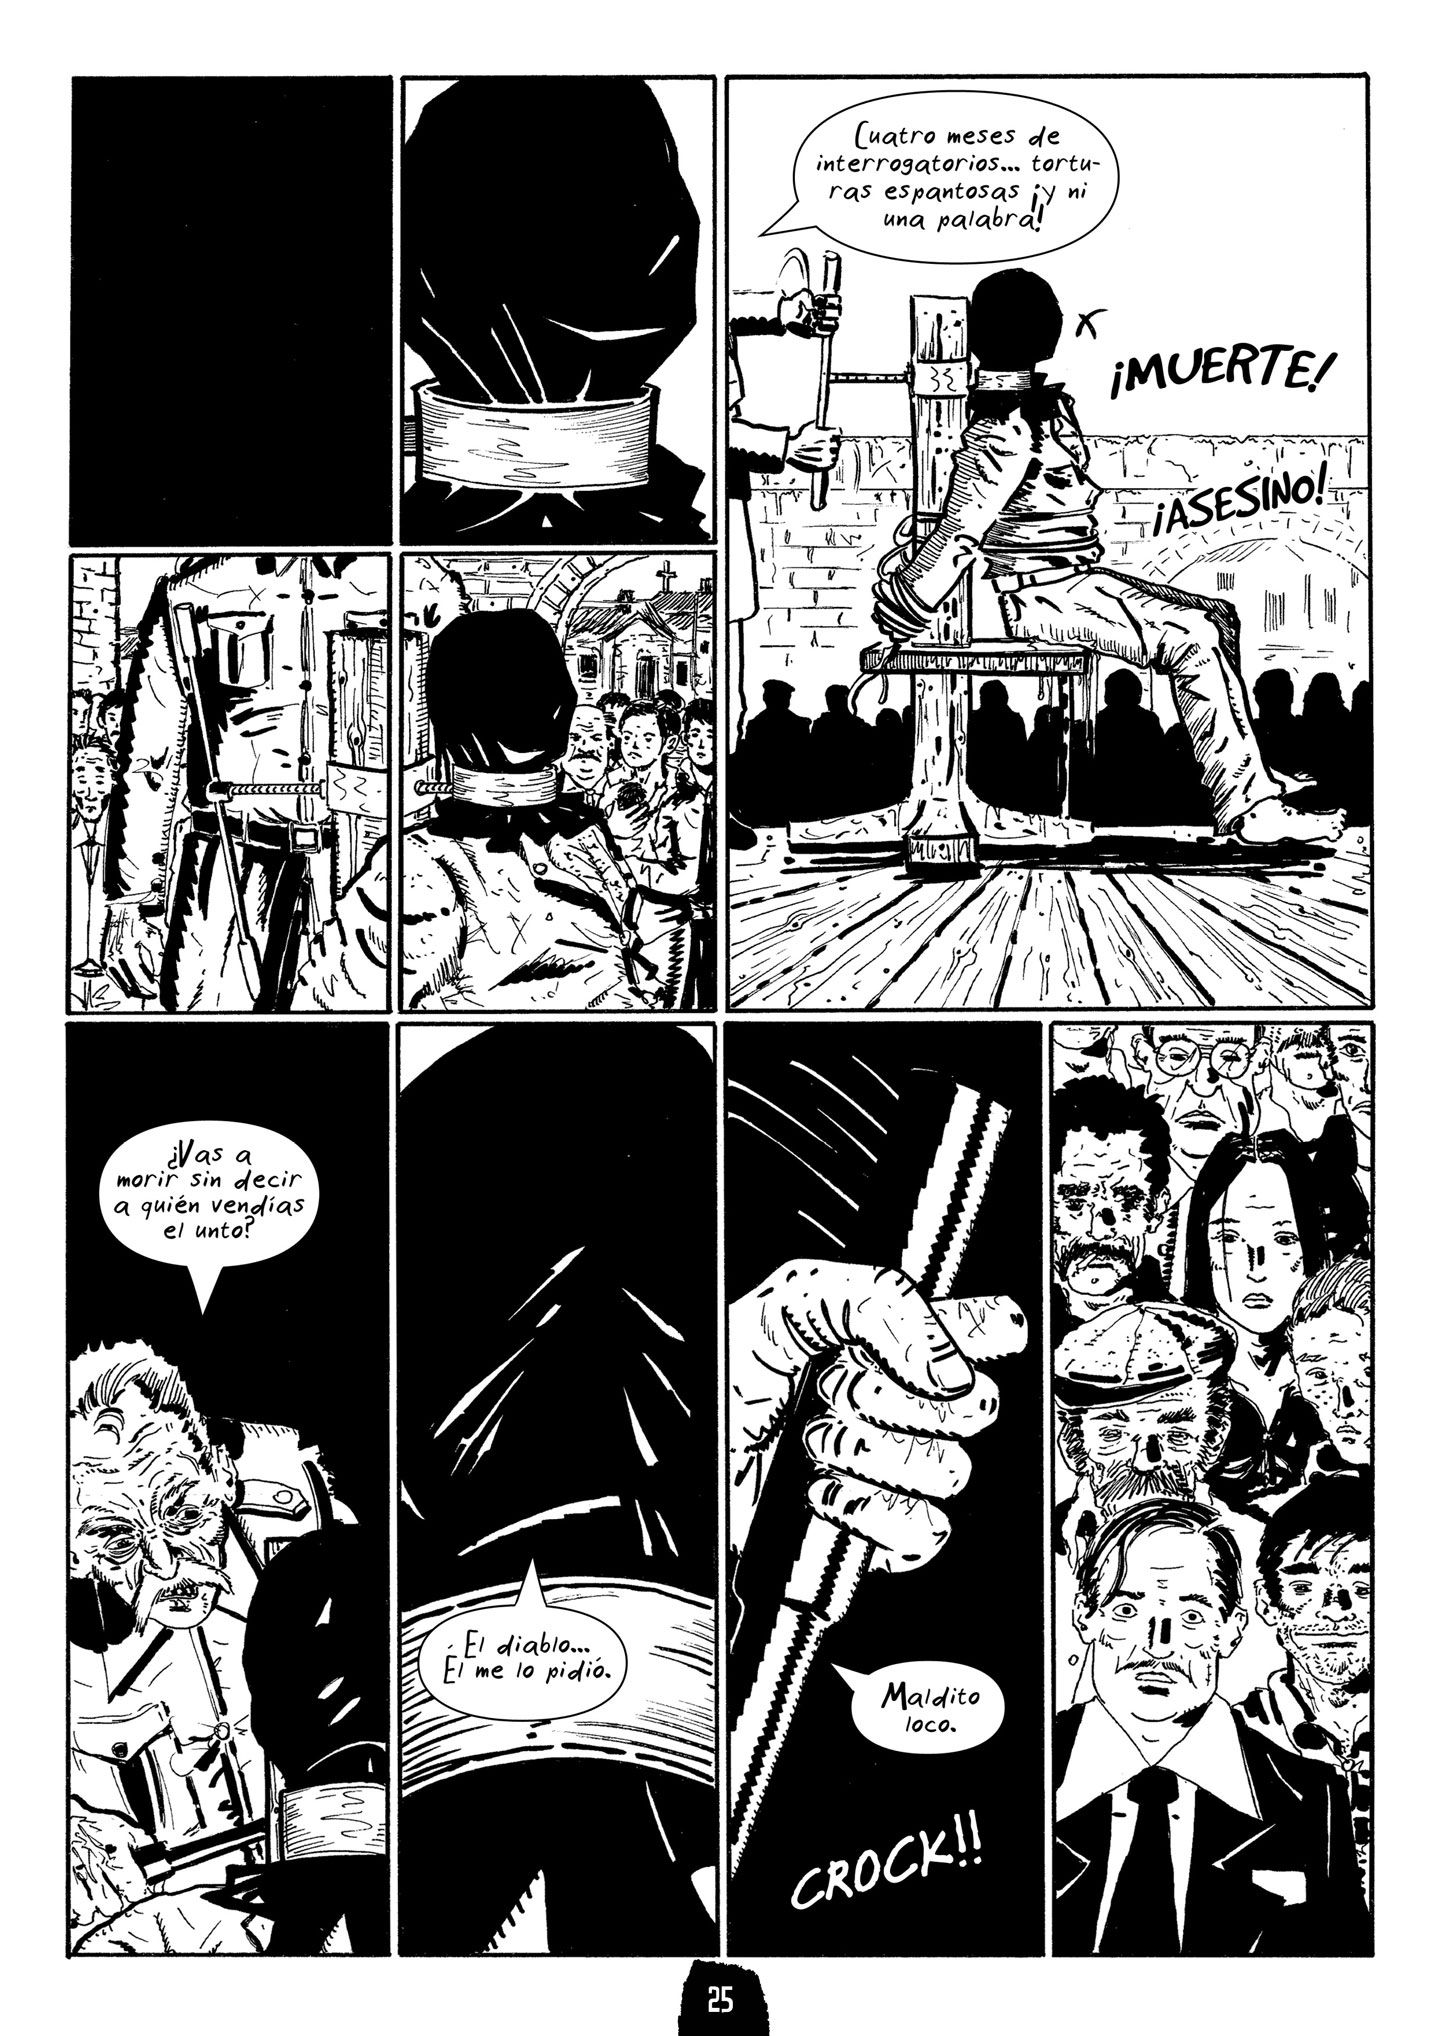 Cuatro meses de
interrogatorios... tortu-
ras espantosas ¡y ni
una palabra!
¡MUERTE!
¡ASESINO!
¿Vas a
morir sin decir
a quién vendías
el unto?
El diablo...
Él me lo pidió.
Maldito
loco.
CROCK!!
25